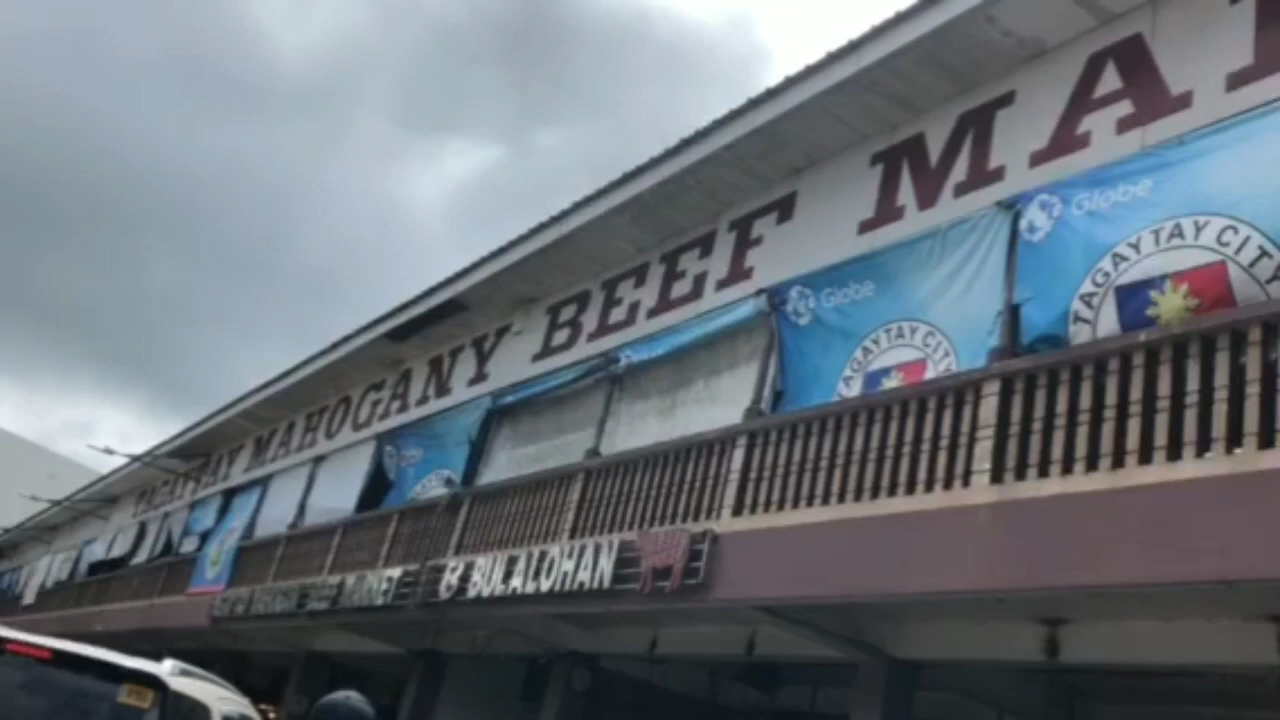 TAGAYTAY MAHOGANY BEEF MA
Globe
TAGAYTAY CITY
Globe
TAGAYTAY CITY
MARKET & BULALOHAN